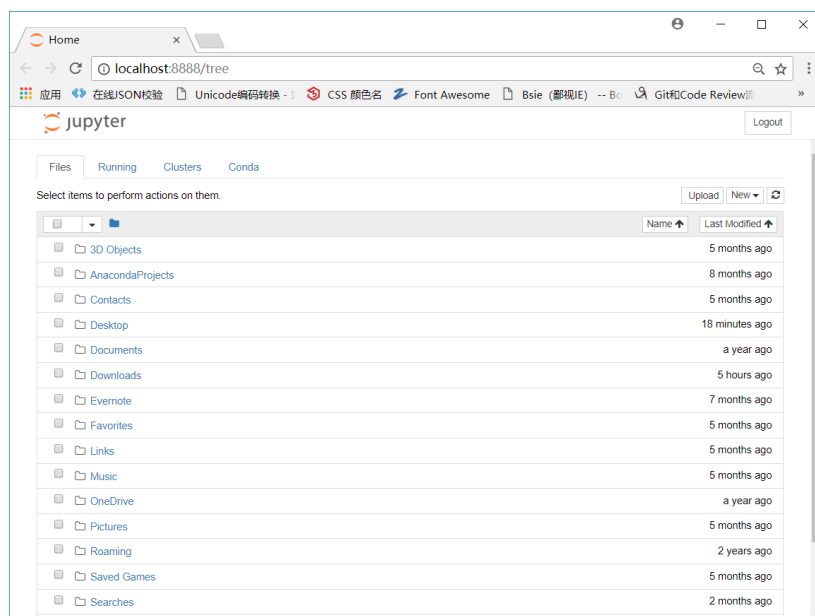 Home
localhost:8888/tree
应用 在线JSON校验 Unicode编码转换 - CSS 颜色名 Font Awesome Bsie (鄙视IE) -- Bo Git和Code Review
jupyter Logout
Files Running Clusters Conda
Select items to perform actions on them. Upload New
Name Last Modified
3D Objects 5 months ago
AnacondaProjects 8 months ago
Contacts 5 months ago
Desktop 18 minutes ago
Documents a year ago
Downloads 5 hours ago
Evernote 7 months ago
Favorites 5 months ago
Links 5 months ago
Music 5 months ago
OneDrive a year ago
Pictures 5 months ago
Roaming 2 years ago
Saved Games 5 months ago
Searches 2 months ago